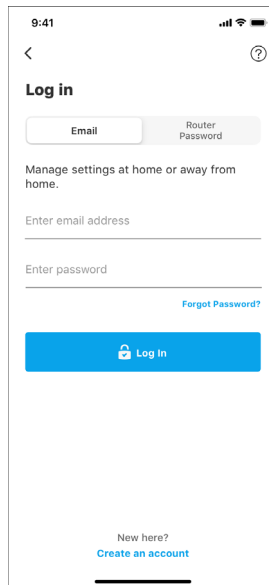 9:41
?
Log in
Email
Router
Password
Manage settings at home or away from
home.
Enter email address
Enter password
Forgot Password?
Log In
New here?
Create an account